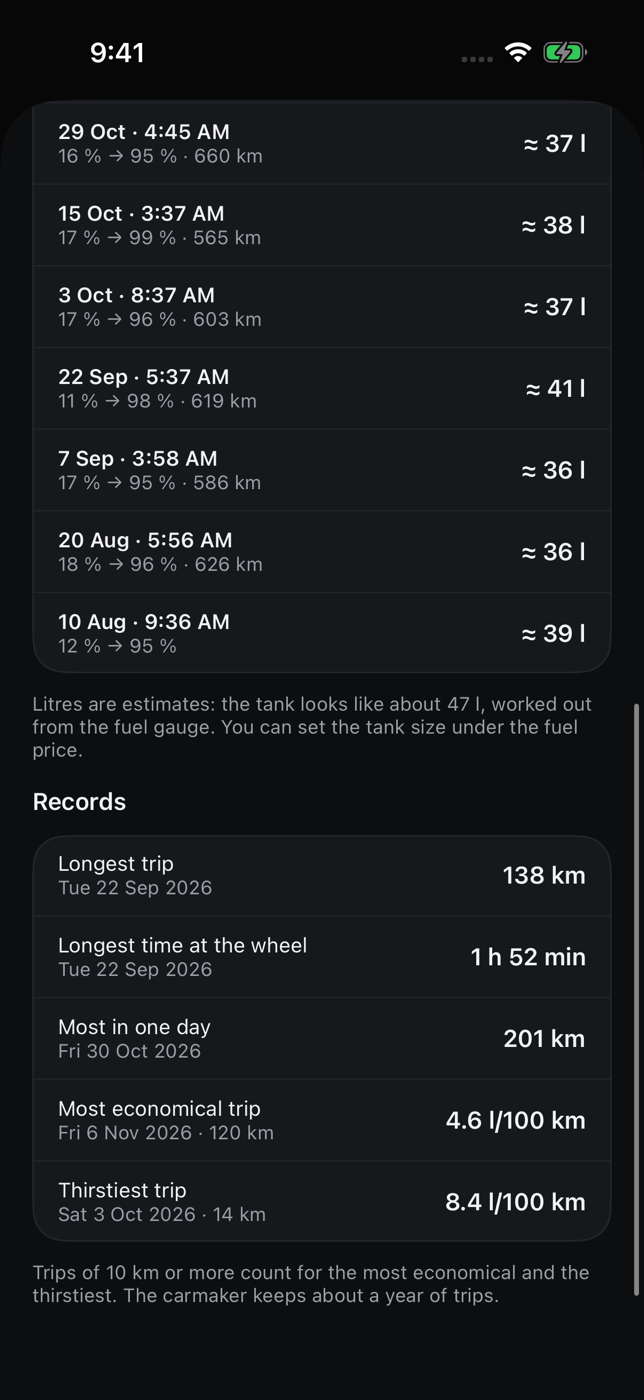 9:41
29 Oct · 4:45 AM
16 % → 95 % · 660 km
≈ 37 l
15 Oct · 3:37 AM
17 % → 99 % · 565 km
≈ 38 l
3 Oct · 8:37 AM
17 % → 96 % · 603 km
≈ 37 l
22 Sep · 5:37 AM
11 % → 98 % · 619 km
≈ 41 l
7 Sep · 3:58 AM
17 % → 95 % · 586 km
≈ 36 l
20 Aug · 5:56 AM
18 % → 96 % · 626 km
≈ 36 l
10 Aug · 9:36 AM
12 % → 95 %
≈ 39 l
Litres are estimates: the tank looks like about 47 l, worked out
from the fuel gauge. You can set the tank size under the fuel
price.
Records
Longest trip
Tue 22 Sep 2026
138 km
Longest time at the wheel
Tue 22 Sep 2026
1 h 52 min
Most in one day
Fri 30 Oct 2026
201 km
Most economical trip
Fri 6 Nov 2026 · 120 km
4.6 l/100 km
Thirstiest trip
Sat 3 Oct 2026 · 14 km
8.4 l/100 km
Trips of 10 km or more count for the most economical and the
thirstiest. The carmaker keeps about a year of trips.